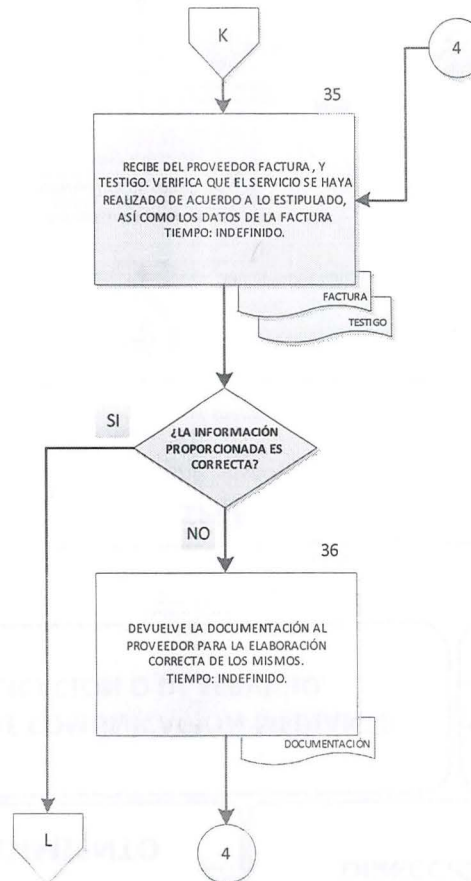 K
4
35
RECIBE DEL PROVEEDOR FACTURA, Y
TESTIGO. VERIFICA QUE EL SERVICIO SE HAYA
REALIZADO DE ACUERDO A LO ESTIPULADO,
ASÍ COMO LOS DATOS DE LA FACTURA
TIEMPO: INDEFINIDO.
FACTURA
TESTIGO
SI
¿LA INFORMACIÓN
PROPORCIONADA ES
CORRECTA?
NO
36
DEVUELVE LA DOCUMENTACIÓN AL
PROVEEDOR PARA LA ELABORACIÓN
CORRECTA DE LOS MISMOS.
TIEMPO: INDEFINIDO.
DOCUMENTACIÓN
L
4